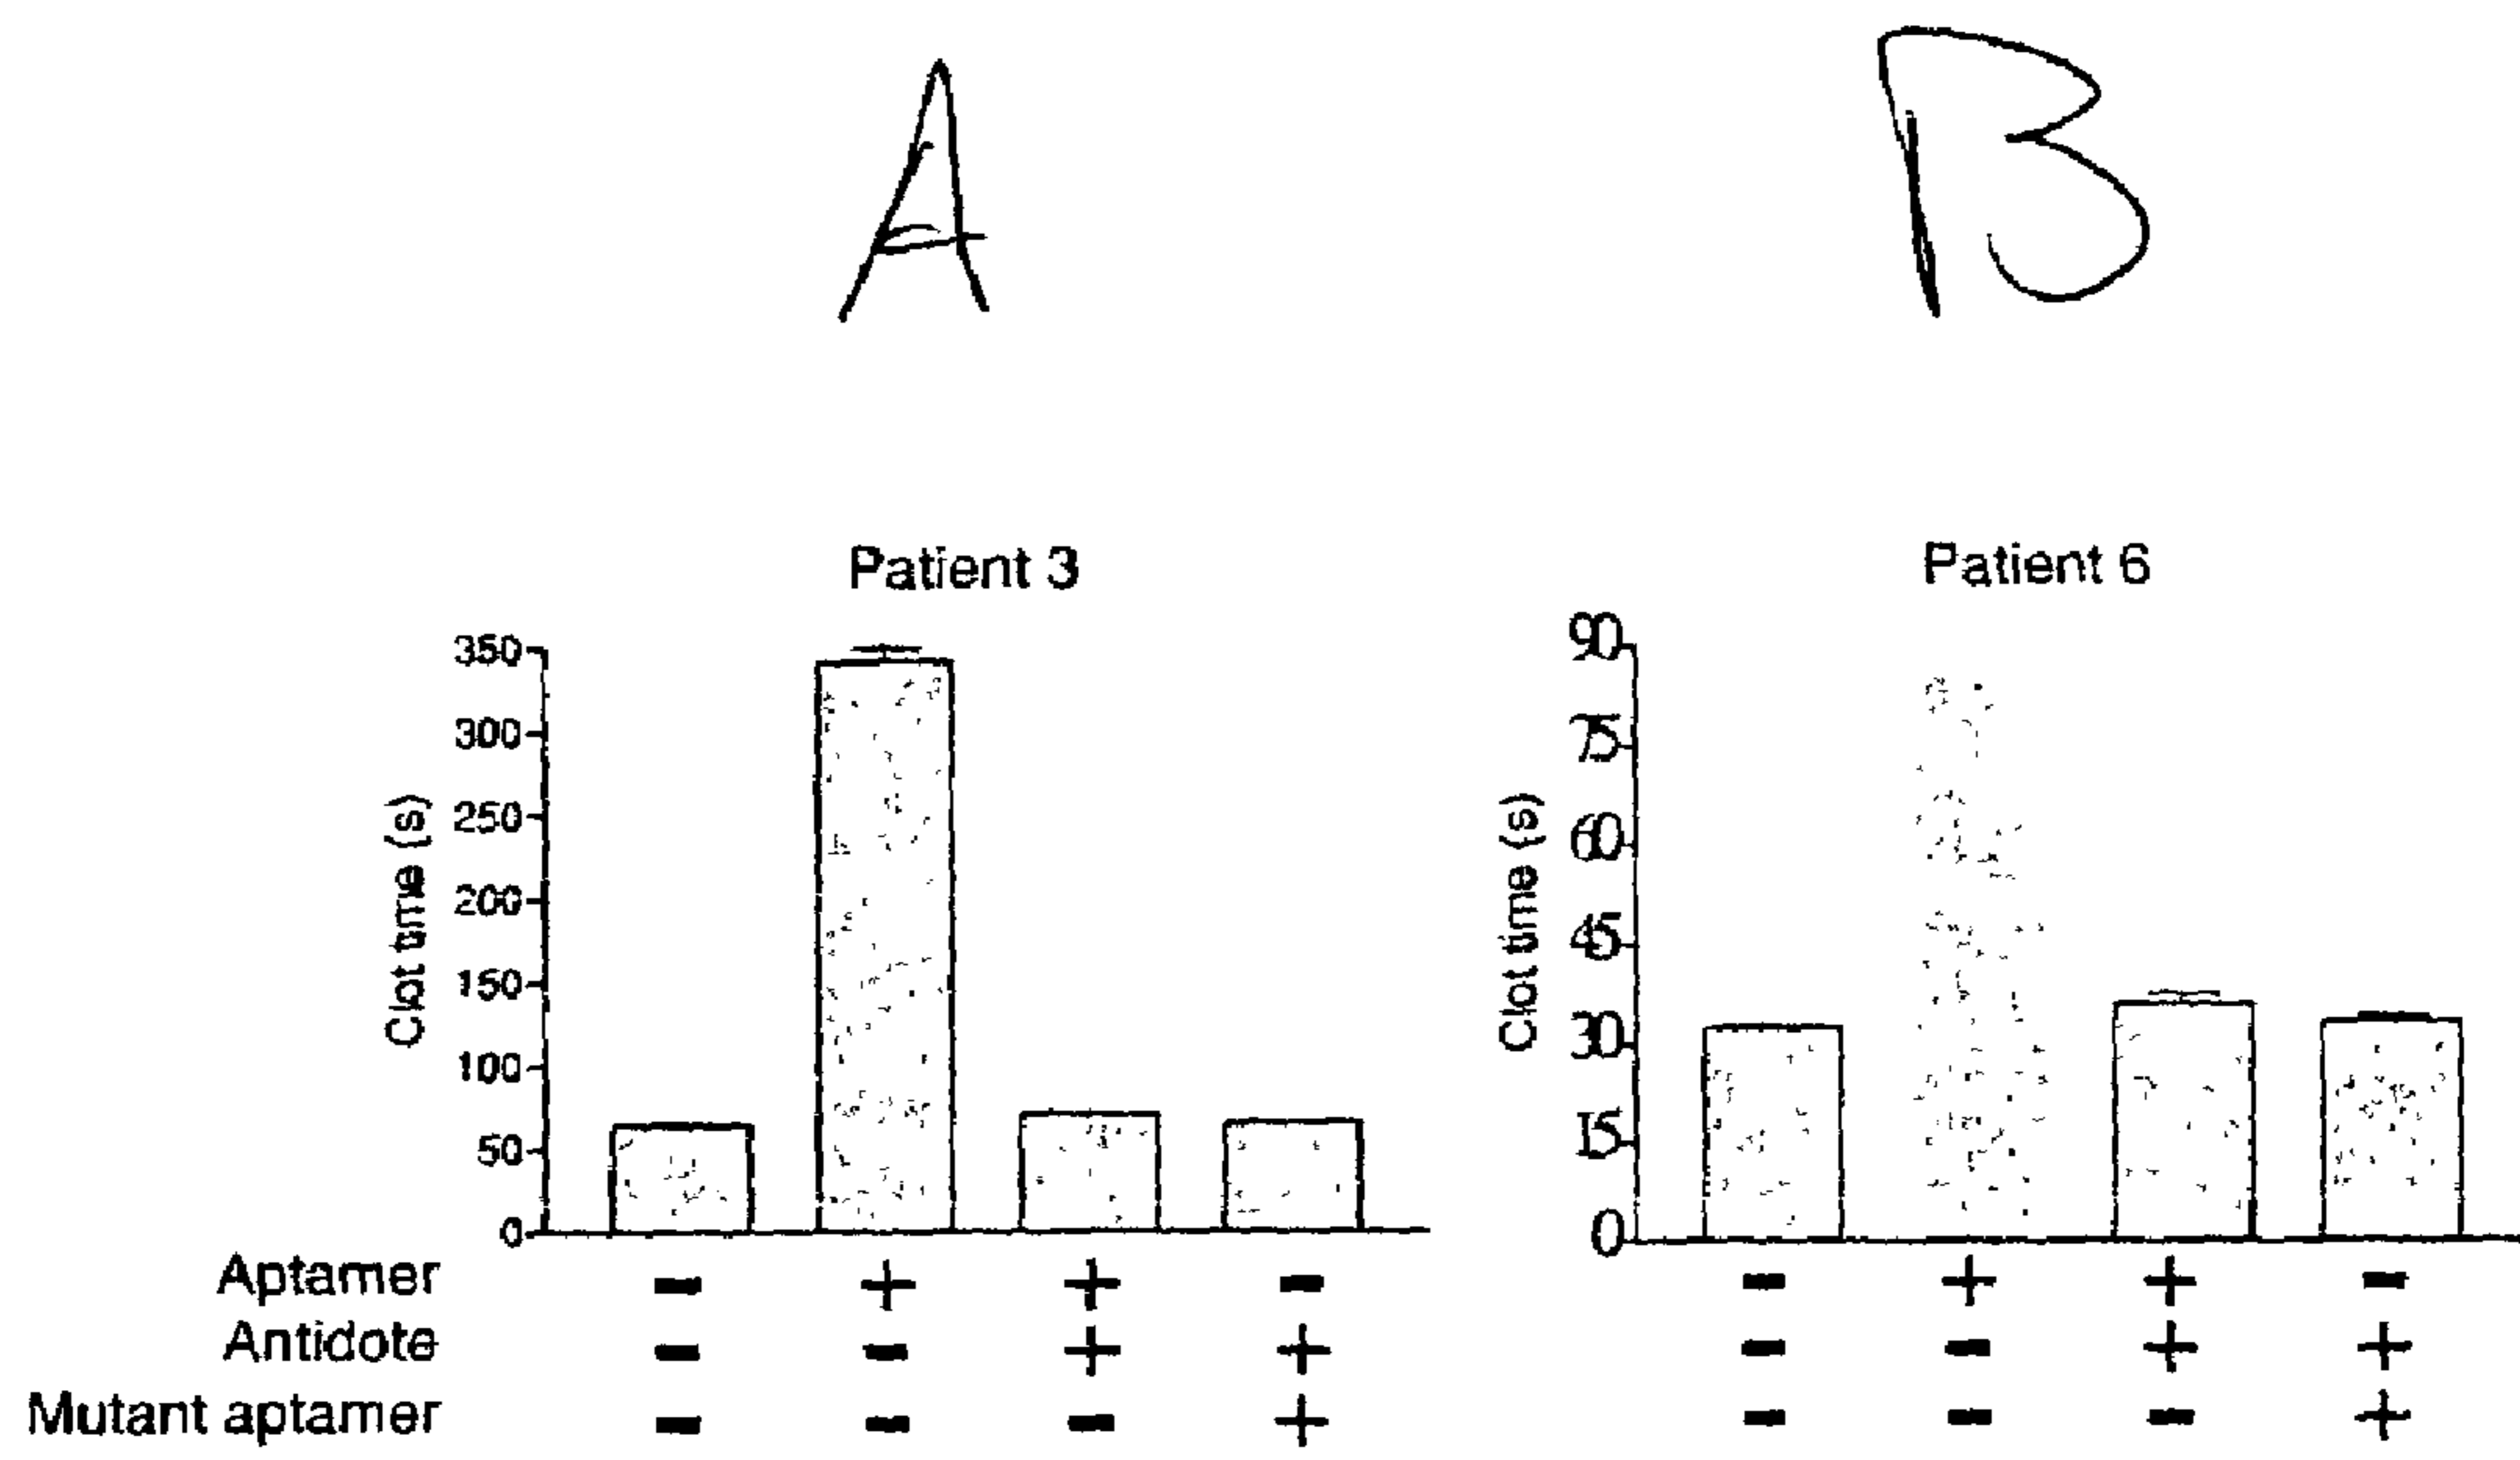 A B
Patient 3 Patient 6
350
300
250
200
150
100
50
0
Clot time (s)
90
75
60
45
30
15
0
Clot time (s)
Aptamer − + + − − + + −
Antidote − − + + − − + +
Mutant aptamer − − − + − − − +